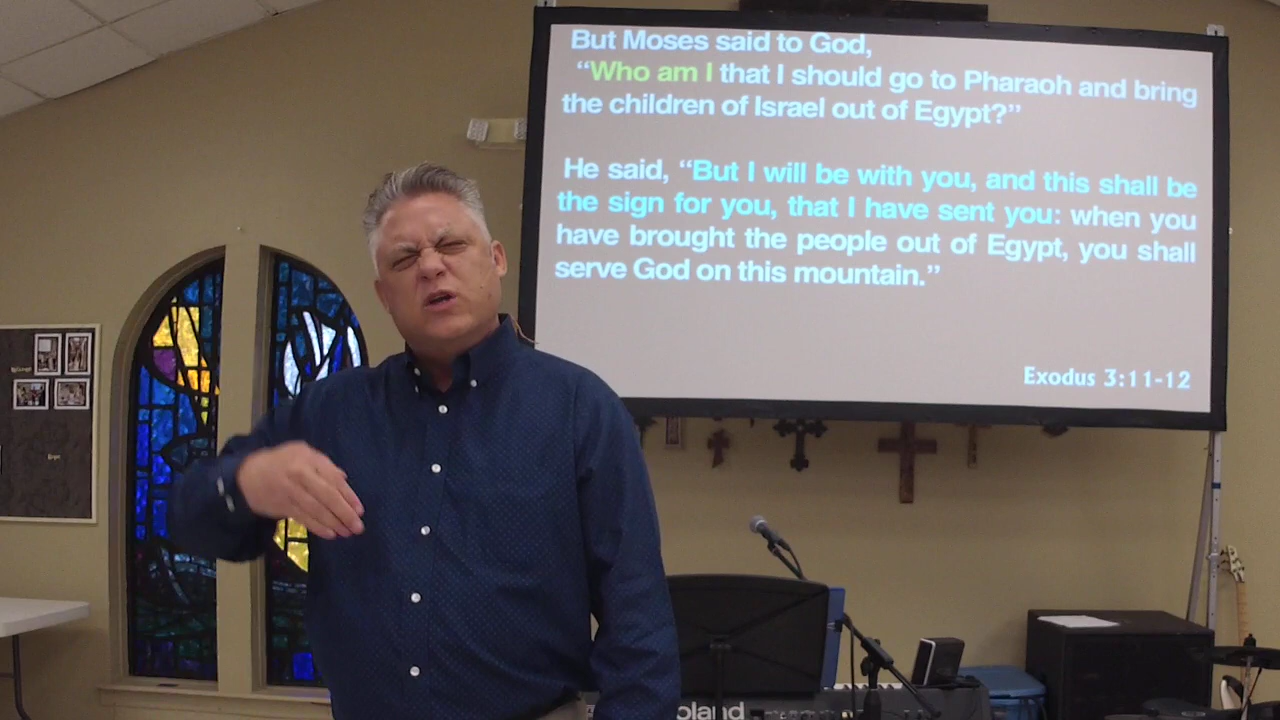 But Moses said to God,
“Who am I that I should go to Pharaoh and bring
the children of Israel out of Egypt?”
He said, “But I will be with you, and this shall be
the sign for you, that I have sent you: when you
have brought the people out of Egypt, you shall
serve God on this mountain.”
Exodus 3:11-12
oland